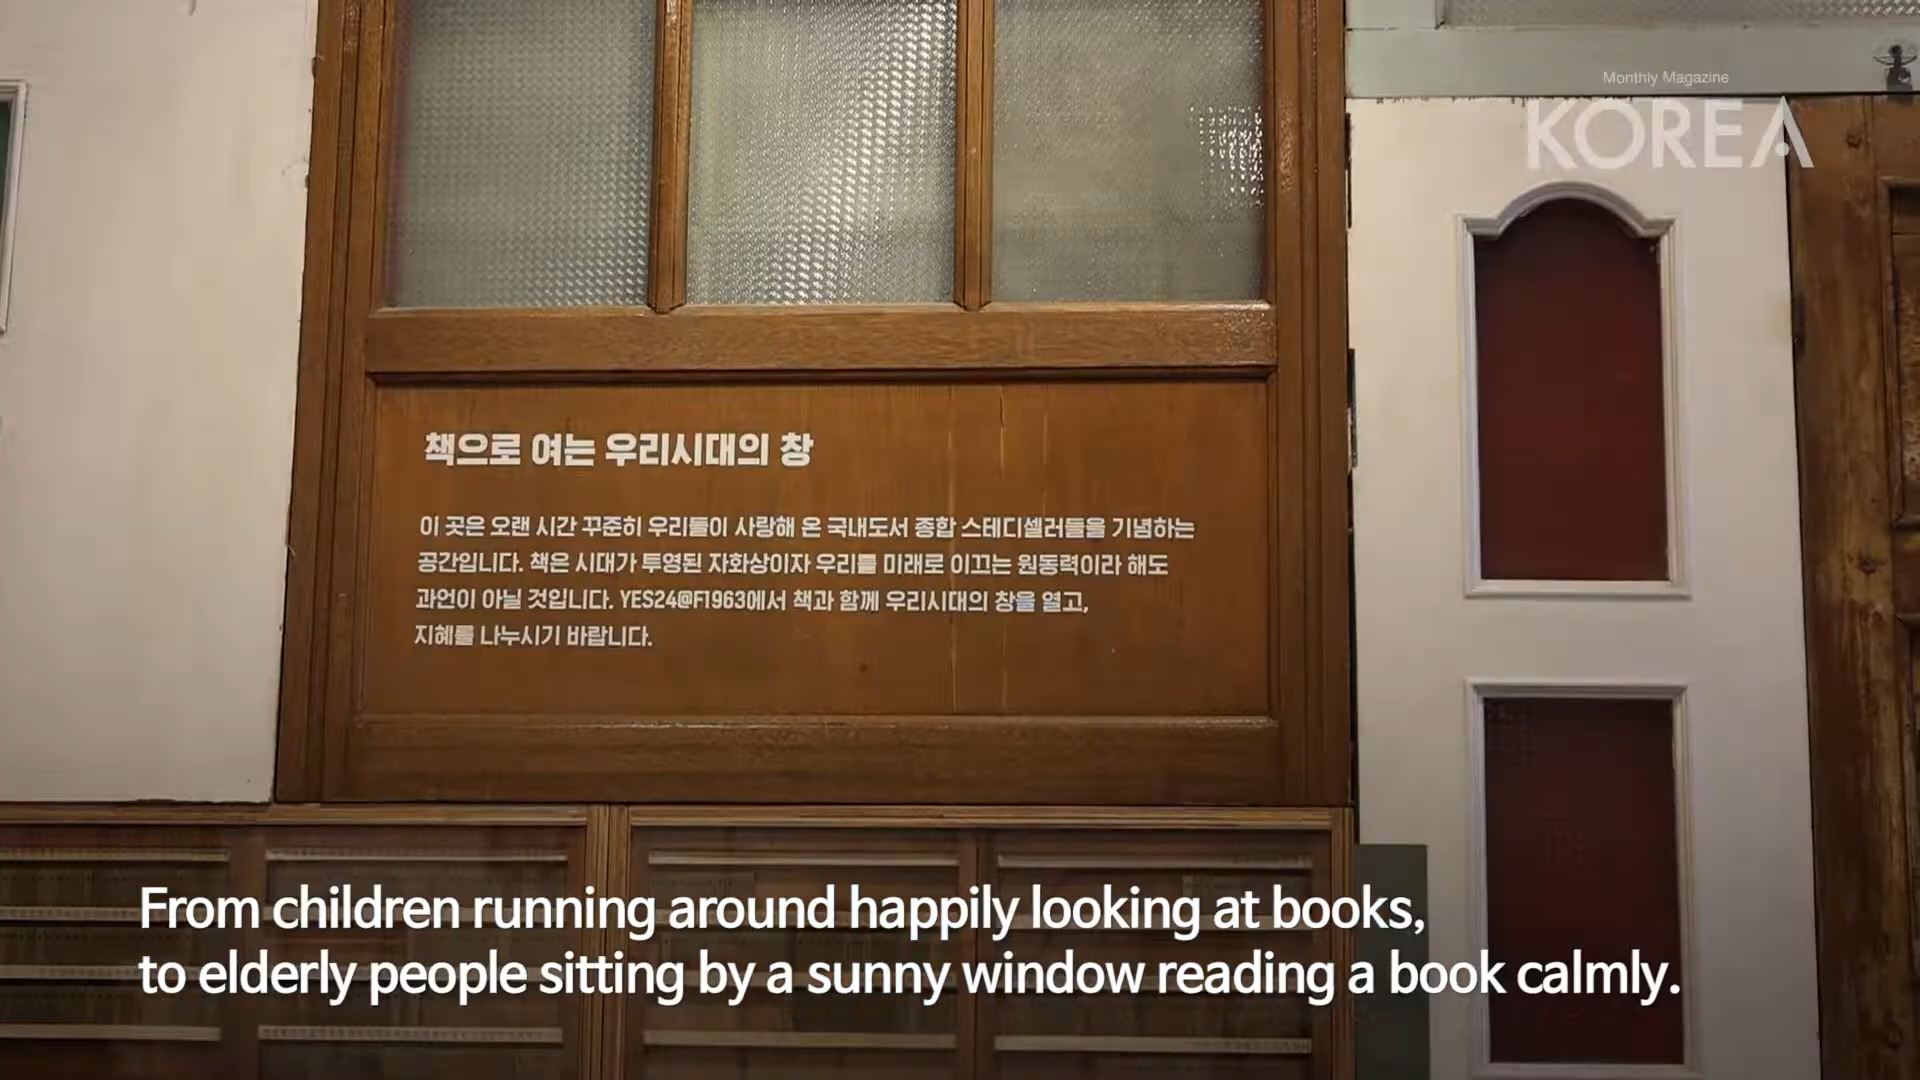 Monthly Magazine
KOREA
책으로 여는 우리시대의 창
이 곳은 오랜 시간 꾸준히 우리들이 사랑해 온 국내도서 종합 스테디셀러들을 기념하는
공간입니다. 책은 시대가 투영된 자화상이자 우리를 미래로 이끄는 원동력이라 해도
과언이 아닐 것입니다. YES24@F1963에서 책과 함께 우리시대의 창을 열고,
지혜를 나누시기 바랍니다.
From children running around happily looking at books,
to elderly people sitting by a sunny window reading a book calmly.